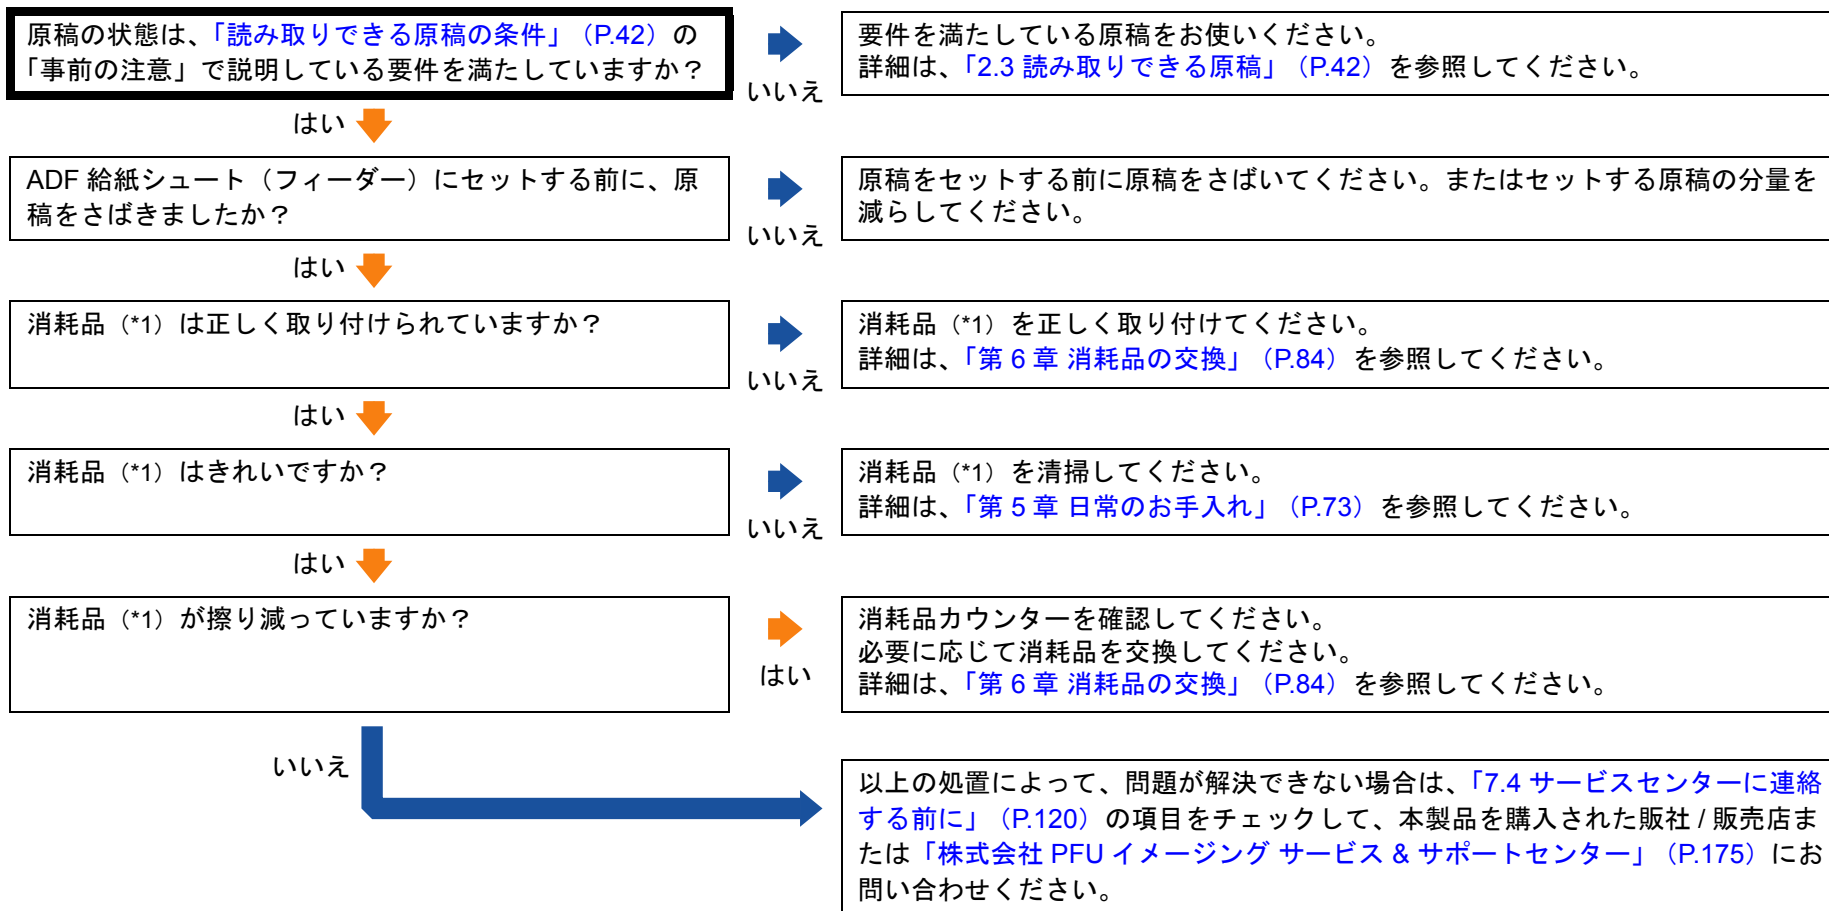 原稿の状態は、「読み取りできる原稿の条件」（P.42）の
「事前の注意」で説明している要件を満たしていますか？
いいえ
要件を満たしている原稿をお使いください。
詳細は、「2.3 読み取りできる原稿」（P.42）を参照してください。
はい
ADF 給紙シュート（フィーダー）にセットする前に、原
稿をさばきましたか？
いいえ
原稿をセットする前に原稿をさばいてください。またはセットする原稿の分量を
減らしてください。
はい
消耗品（*1）は正しく取り付けられていますか？
いいえ
消耗品（*1）を正しく取り付けてください。
詳細は、「第 6 章 消耗品の交換」（P.84）を参照してください。
はい
消耗品（*1）はきれいですか？
いいえ
消耗品（*1）を清掃してください。
詳細は、「第 5 章 日常のお手入れ」（P.73）を参照してください。
はい
消耗品（*1）が擦り減っていますか？
はい
消耗品カウンターを確認してください。
必要に応じて消耗品を交換してください。
詳細は、「第 6 章 消耗品の交換」（P.84）を参照してください。
いいえ
以上の処置によって、問題が解決できない場合は、「7.4 サービスセンターに連絡
する前に」（P.120）の項目をチェックして、本製品を購入された販社 / 販売店ま
たは「株式会社 PFU イメージング サービス & サポートセンター」（P.175）にお
問い合わせください。